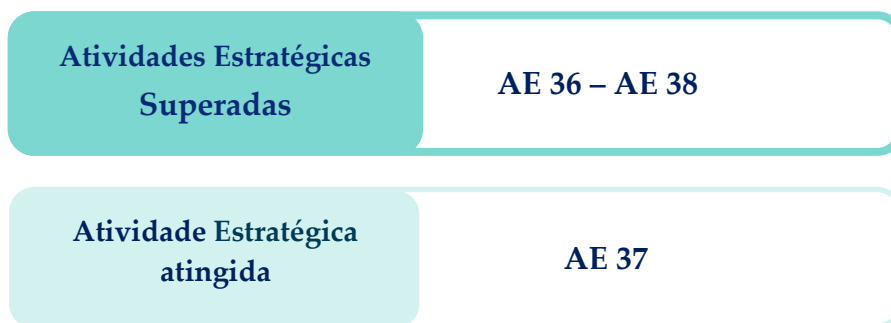 Atividades Estratégicas
Superadas
AE 36 – AE 38
Atividade Estratégica
atingida
AE 37